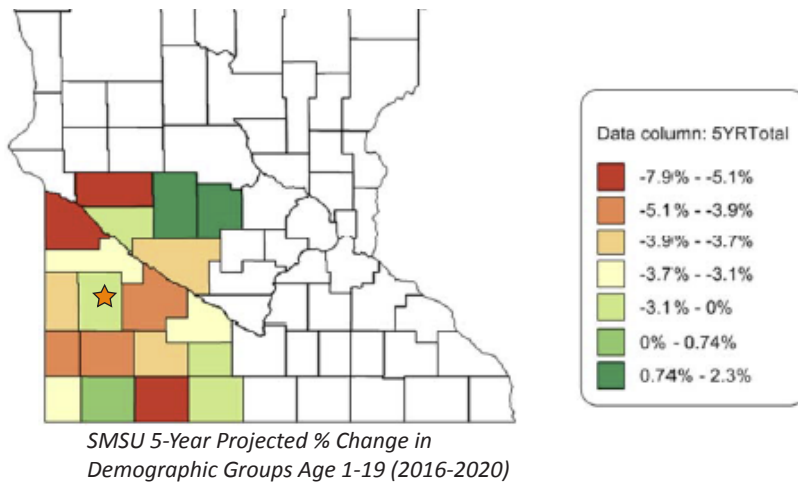 Data column: 5YRTotal
-7.9% - -5.1%
-5.1% - -3.9%
-3.9% - -3.7%
-3.7% - -3.1%
-3.1% - 0%
0% - 0.74%
0.74% - 2.3%
SMSU 5-Year Projected % Change in
Demographic Groups Age 1-19 (2016-2020)